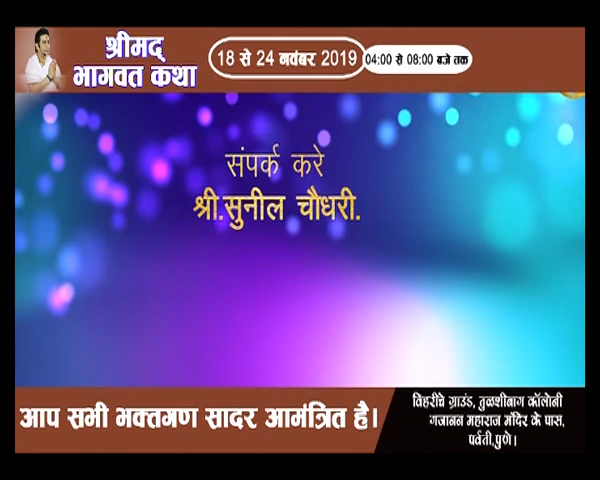 श्रीमद्
भागवत कथा
18 से 24 नवंबर 2019
04:00 से 08:00 बजे तक
संपर्क करे
श्री.सुनील चौधरी.
आप सभी भक्तगण सादर आमंत्रित है।
विहरीचे ग्राउंड, तुळशीबाग कॉलोनी
गजानन महाराज मंदिर के पास,
पर्वती,पुणे।